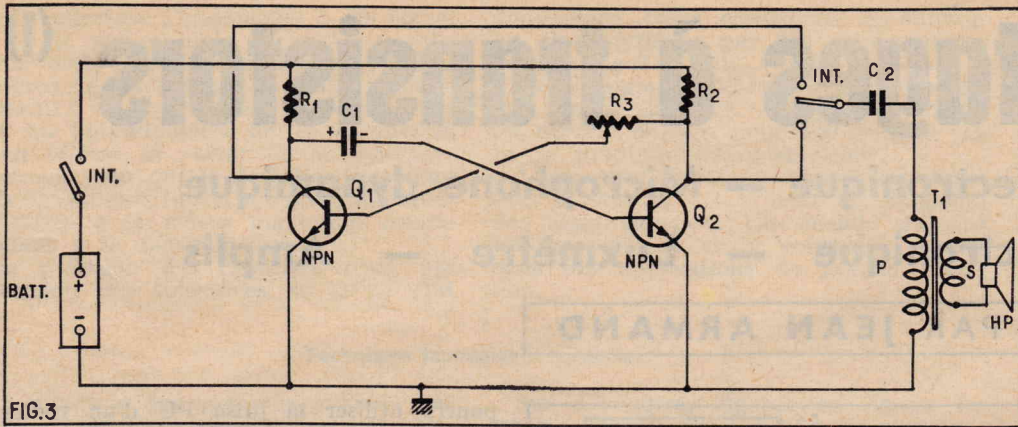 INT.
BATT.
+
-
R1
C1
+ -
Q1
NPN
R3
R2
Q2
NPN
INT.
C2
T1
P
S
HP
FIG.3